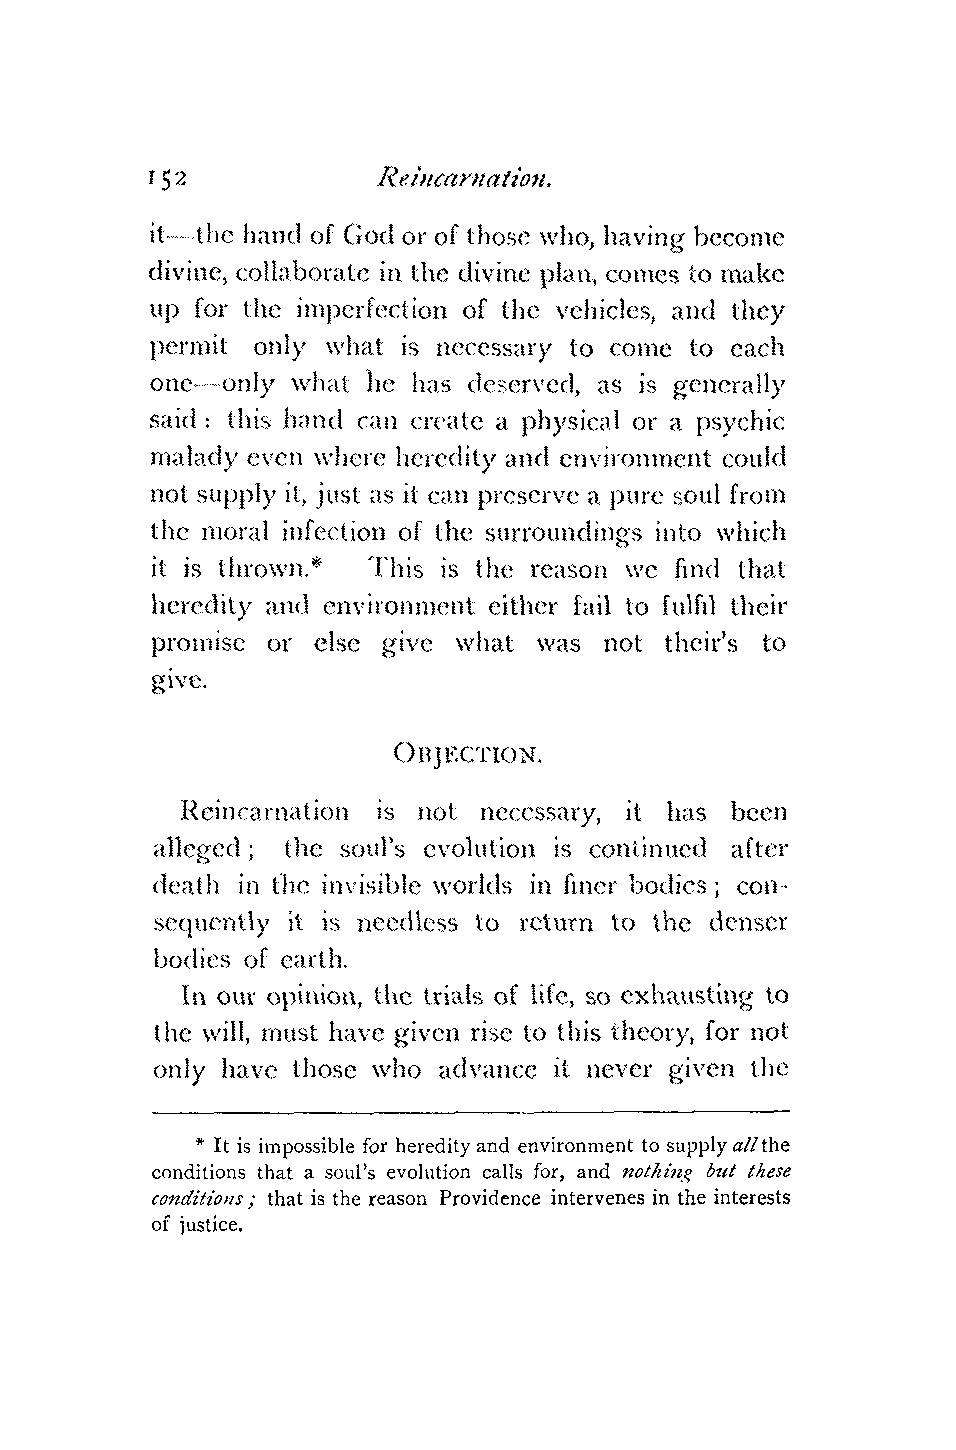 152 Reincarnation.
it—the hand of God or of those who, having become
divine, collaborate in the divine plan, comes to make
up for the imperfection of the vehicles, and they
permit only what is necessary to come to each
one—only what he has deserved, as is generally
said : this hand can create a physical or a psychic
malady even where heredity and environment could
not supply it, just as it can preserve a pure soul from
the moral infection of the surroundings into which
it is thrown.* This is the reason we find that
heredity and environment either fail to fulfil their
promise or else give what was not their's to
give.
OBJECTION.
Reincarnation is not necessary, it has been
alleged ; the soul's evolution is continued after
death in the invisible worlds in finer bodies ; con-
sequently it is needless to return to the denser
bodies of earth.
In our opinion, the trials of life, so exhausting to
the will, must have given rise to this theory, for not
only have those who advance it never given the
* It is impossible for heredity and environment to supply all the
conditions that a soul's evolution calls for, and nothing but these
conditions ; that is the reason Providence intervenes in the interests
of justice.